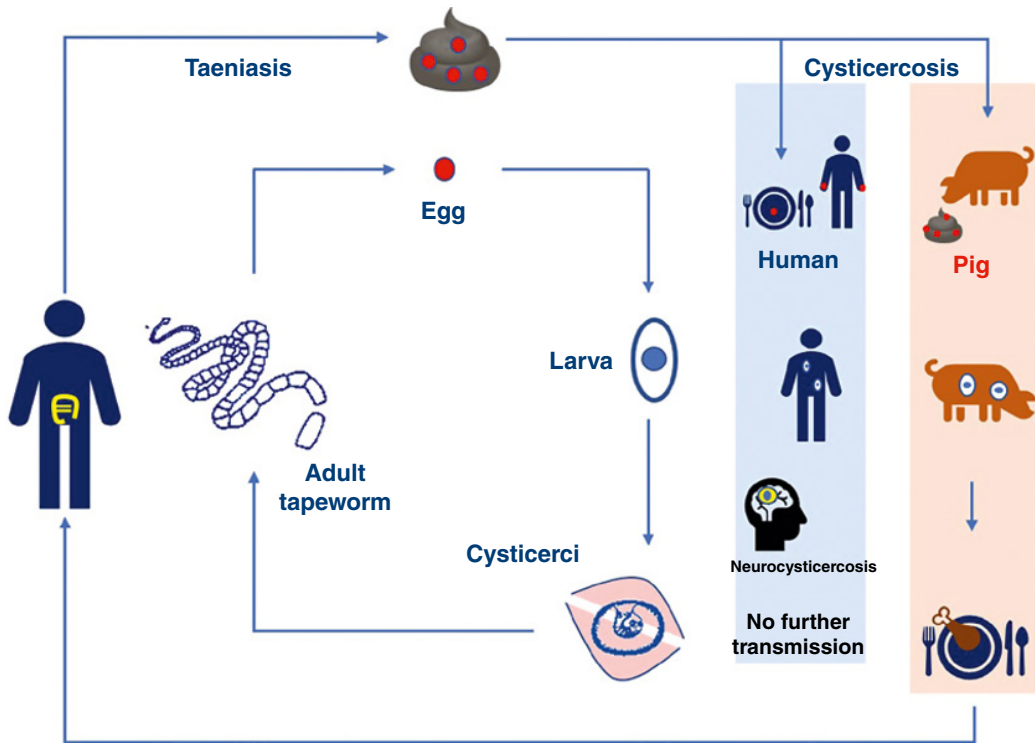 Taeniasis
Cysticercosis
Egg
Human
Pig
Larva
Adult
tapeworm
Cysticerci
Neurocysticercosis
No further
transmission